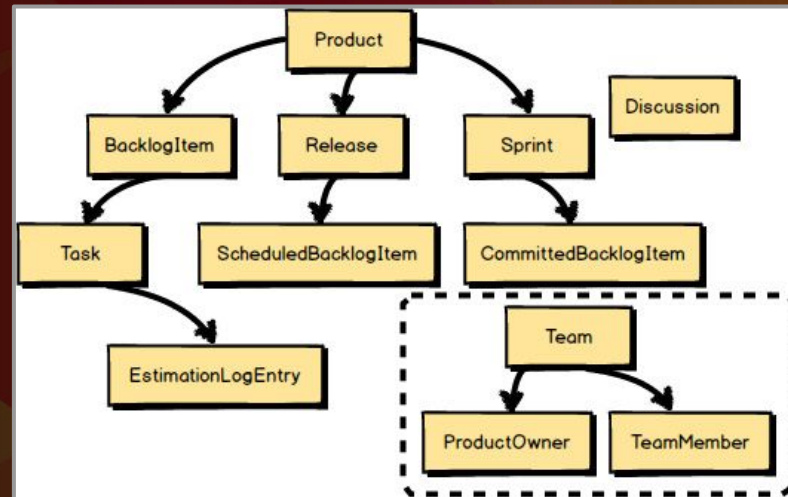 Product
Discussion
BacklogItem
Release
Sprint
Task
ScheduledBacklogItem
CommittedBacklogItem
Team
EstimationLogEntry
ProductOwner
TeamMember